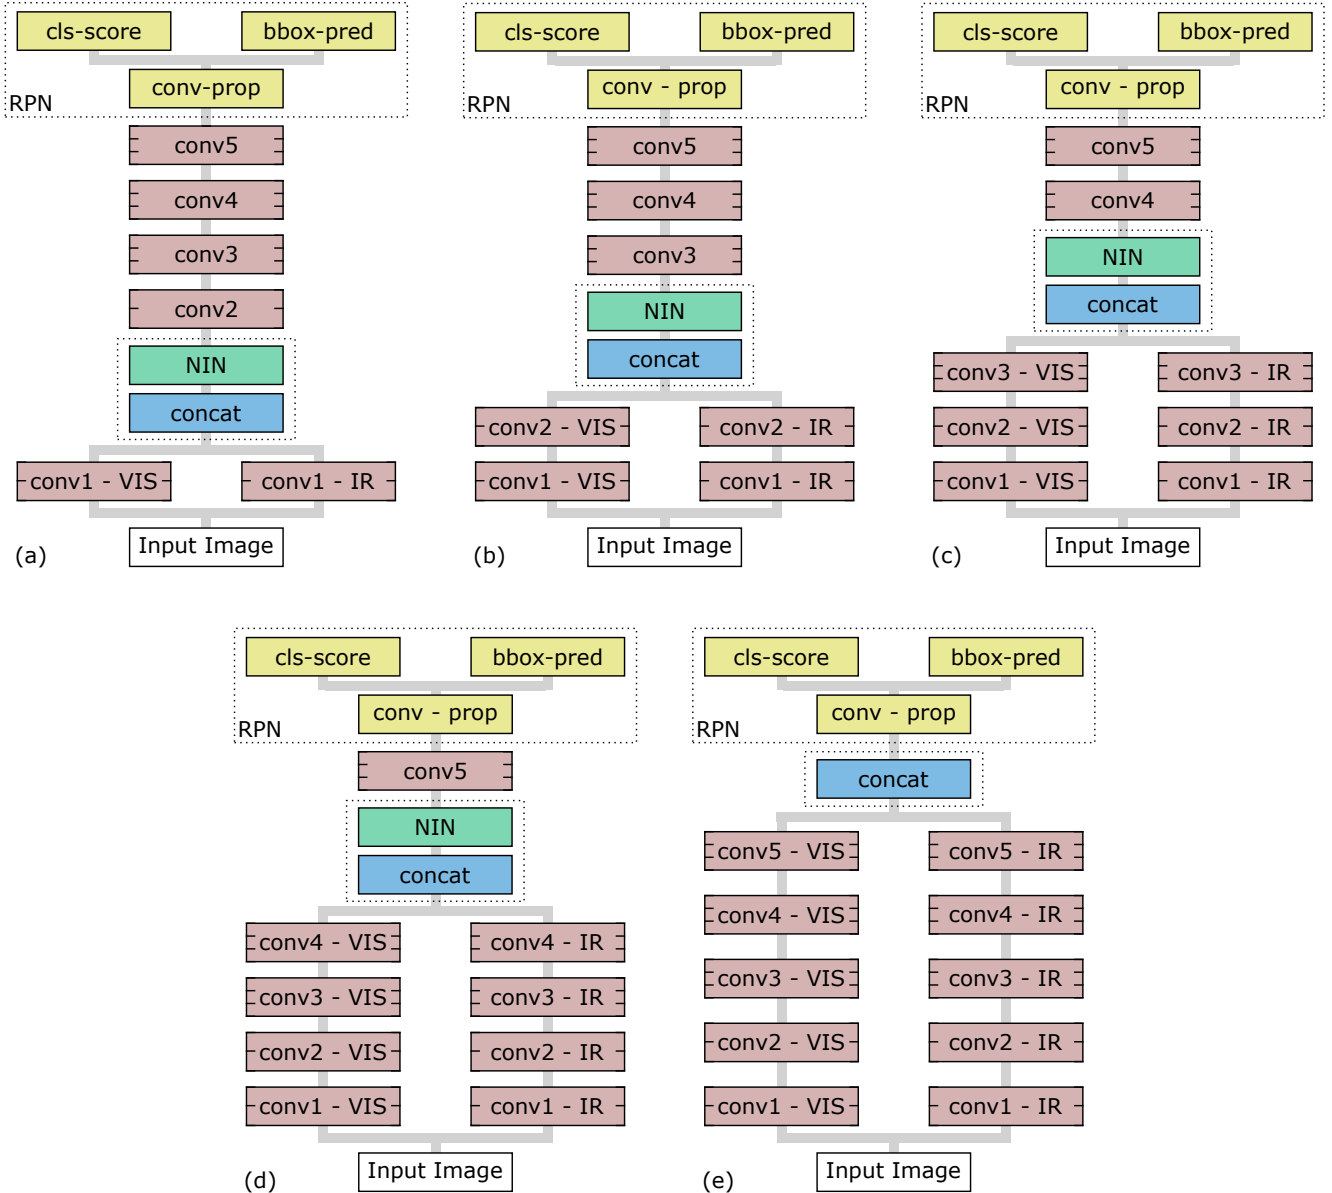 cls-score bbox-pred
conv-prop
RPN
conv5
conv4
conv3
conv2
NIN
concat
conv1 - VIS conv1 - IR
Input Image
(a)
cls-score bbox-pred
conv - prop
RPN
conv5
conv4
conv3
NIN
concat
conv2 - VIS conv2 - IR
conv1 - VIS conv1 - IR
Input Image
(b)
cls-score bbox-pred
conv - prop
RPN
conv5
conv4
NIN
concat
conv3 - VIS conv3 - IR
conv2 - VIS conv2 - IR
conv1 - VIS conv1 - IR
Input Image
(c)
cls-score bbox-pred
conv - prop
RPN
conv5
NIN
concat
conv4 - VIS conv4 - IR
conv3 - VIS conv3 - IR
conv2 - VIS conv2 - IR
conv1 - VIS conv1 - IR
Input Image
(d)
cls-score bbox-pred
conv - prop
RPN
concat
conv5 - VIS conv5 - IR
conv4 - VIS conv4 - IR
conv3 - VIS conv3 - IR
conv2 - VIS conv2 - IR
conv1 - VIS conv1 - IR
Input Image
(e)